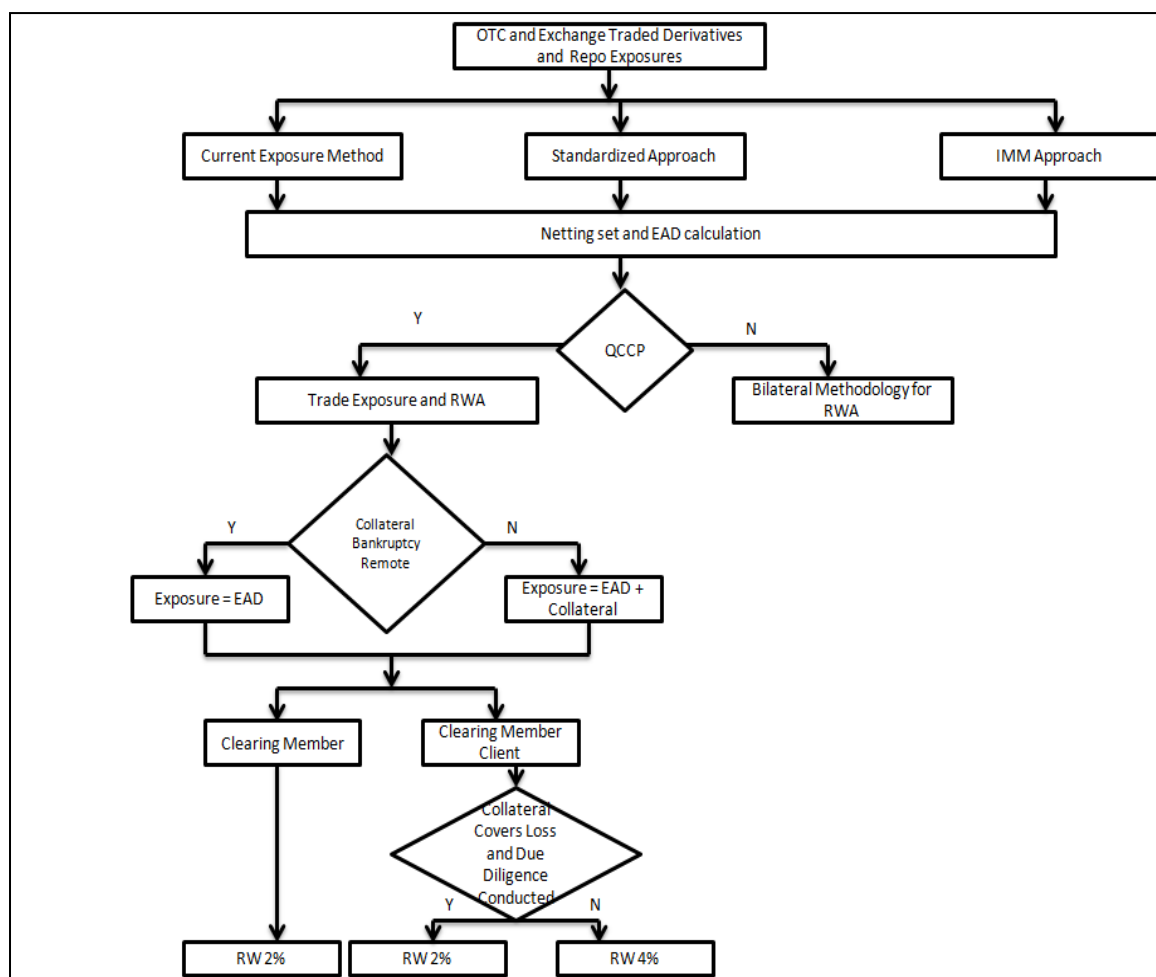 OTC and Exchange Traded Derivatives
and Repo Exposures
Current Exposure Method
Standardized Approach
IMM Approach
Netting set and EAD calculation
Y
N
QCCP
Trade Exposure and RWA
Bilateral Methodology for
RWA
Y
N
Collateral
Bankruptcy
Remote
Exposure = EAD
Exposure = EAD +
Collateral
Clearing Member
Clearing Member
Client
Collateral
Covers Loss
and Due
Diligence
Conducted
Y
N
RW 2%
RW 2%
RW 4%